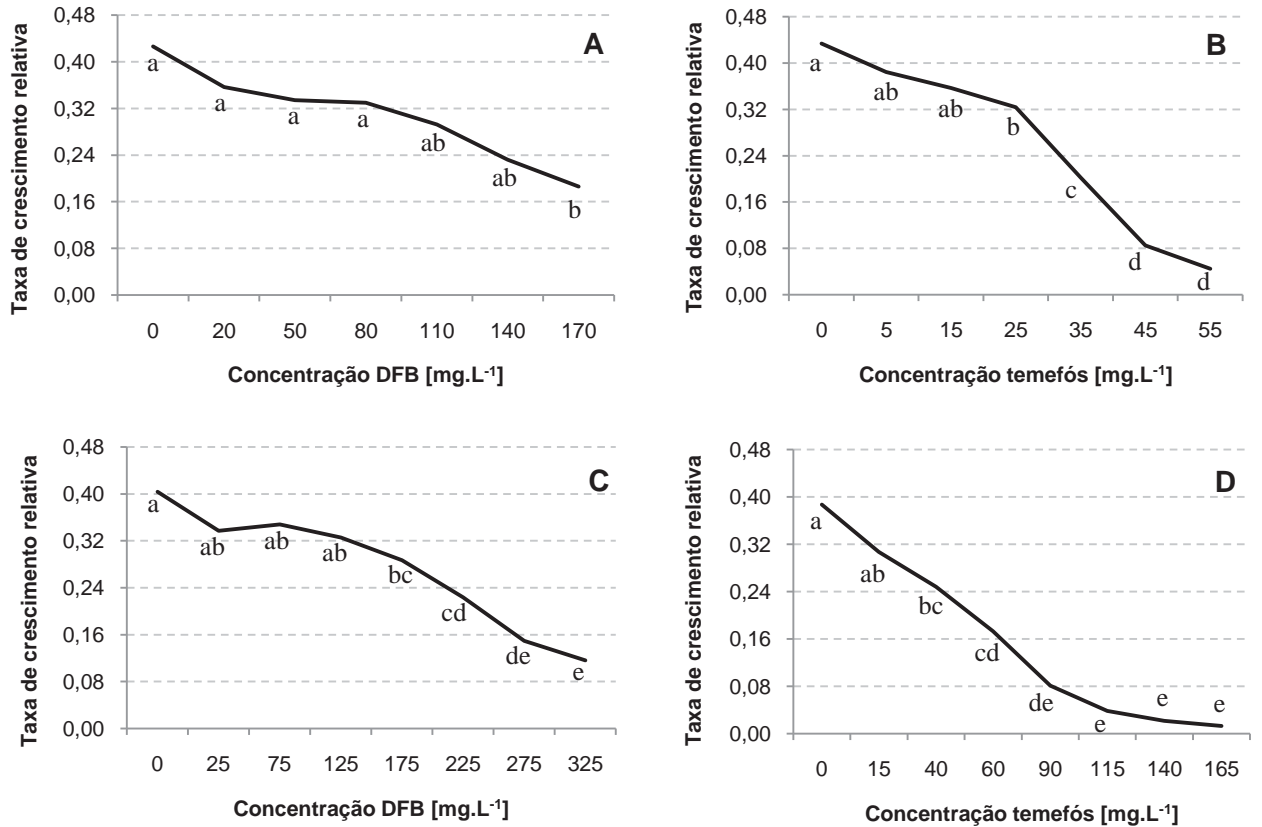 A
Taxa de crescimento relativa
0,48
0,40
0,32
0,24
0,16
0,08
0,00
a
a
a
a
ab
ab
b
0 20 50 80 110 140 170
Concentração DFB [mg.L-1]
B
Taxa de crescimento relativa
0,48
0,40
0,32
0,24
0,16
0,08
0,00
a
ab
ab
b
c
d
d
0 5 15 25 35 45 55
Concentração temefós [mg.L-1]
C
Taxa de crescimento relativa
0,48
0,40
0,32
0,24
0,16
0,08
0,00
a
ab
ab
ab
bc
cd
de
e
0 25 75 125 175 225 275 325
Concentração DFB [mg.L-1]
D
Taxa de crescimento relativa
0,48
0,40
0,32
0,24
0,16
0,08
0,00
a
ab
bc
cd
de
e
e
e
0 15 40 60 90 115 140 165
Concentração temefós [mg.L-1]